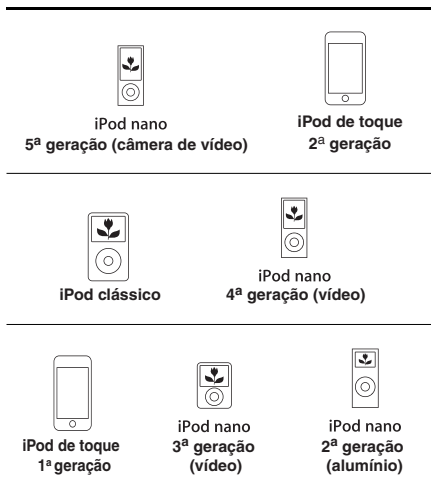 iPod nano
5ª geração (câmera de vídeo)
iPod de toque
2ª geração
iPod clássico
iPod nano
4ª geração (vídeo)
iPod de toque
1ª geração
iPod nano
3ª geração
(vídeo)
iPod nano
2ª geração
(alumínio)